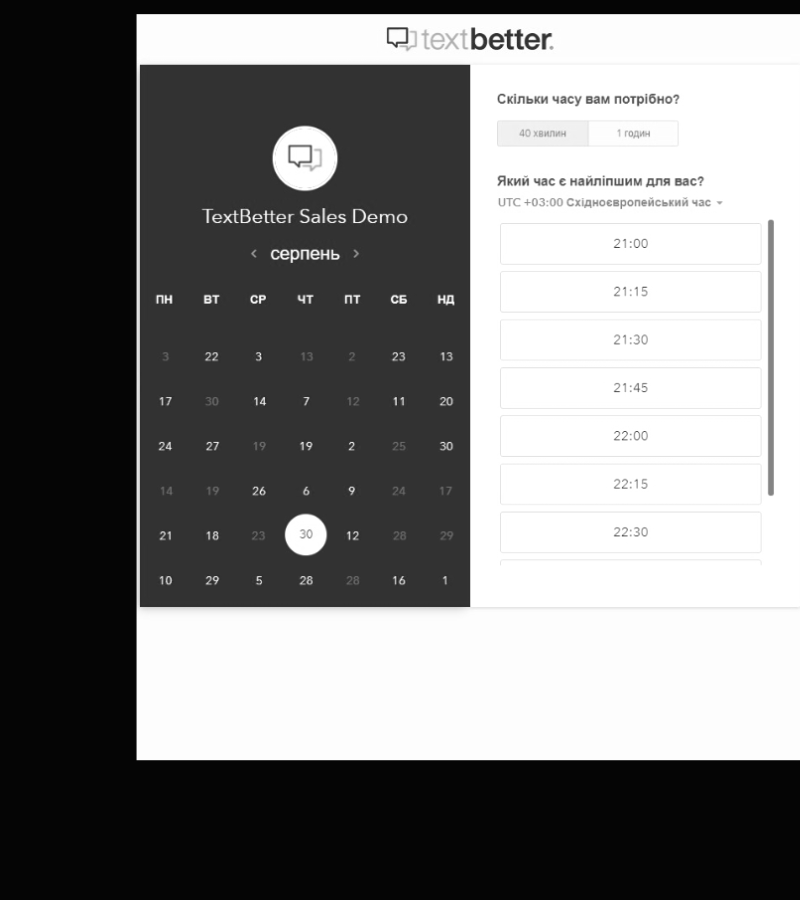 textbetter.
TextBetter Sales Demo
< серпень >
ПН ВТ СР ЧТ ПТ СБ НД
3 22 3 13 2 23 13
17 30 14 7 12 11 20
24 27 19 19 2 25 30
14 19 26 6 9 24 17
21 18 23 30 12 28 29
10 29 5 28 28 16 1
Скільки часу вам потрібно?
40 хвилин 1 годин
Який час є найліпшим для вас?
UTC +03:00 Східноєвропейський час
21:00
21:15
21:30
21:45
22:00
22:15
22:30